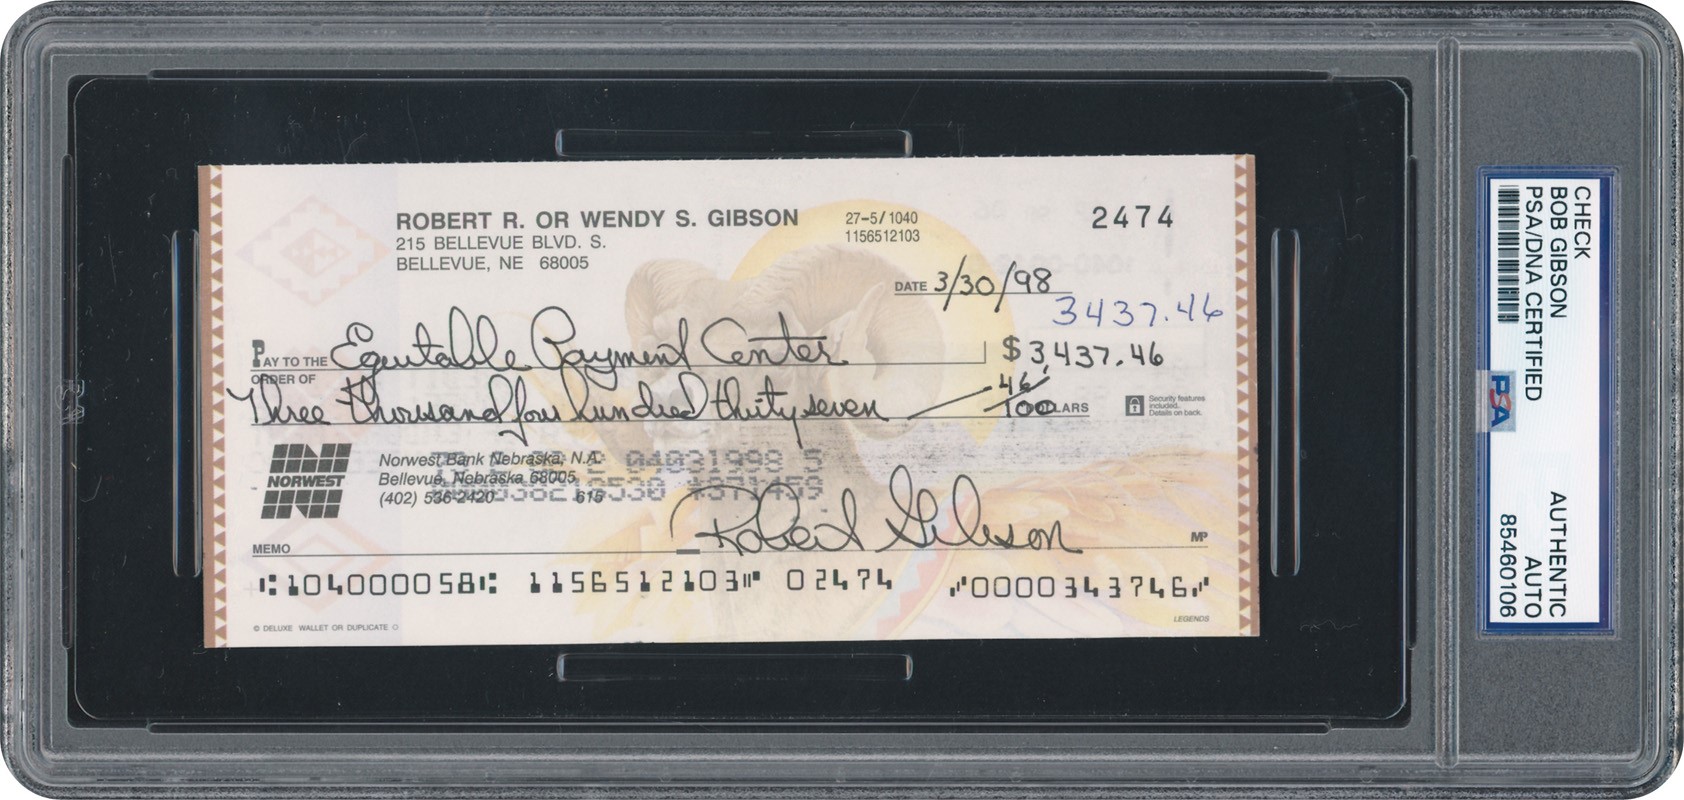 ROBERT R. OR WENDY S. GIBSON
215 BELLEVUE BLVD. S.
BELLEVUE, NE 68005
27-5/1040
1156512103
2474
DATE 3/30/98
3437.46
PAY TO THE ORDER OF Equitable Payment Center $ 3,437.46
Three thousand four hundred thirty seven 46/100 DOLLARS
Security features included. Details on back.
NORWEST
Norwest Bank Nebraska, N.A.
Bellevue, Nebraska 68005
(402) 536-2420 615
04031998 5
Robert Gibson
MEMO
MP
⑆104000058⑆ 1156512103⑈ 02474 ⑇0000343746⑇
© DELUXE WALLET OR DUPLICATE
LEGENDS
CHECK
BOB GIBSON
PSA/DNA CERTIFIED
PSA
AUTHENTIC
AUTO
85460106